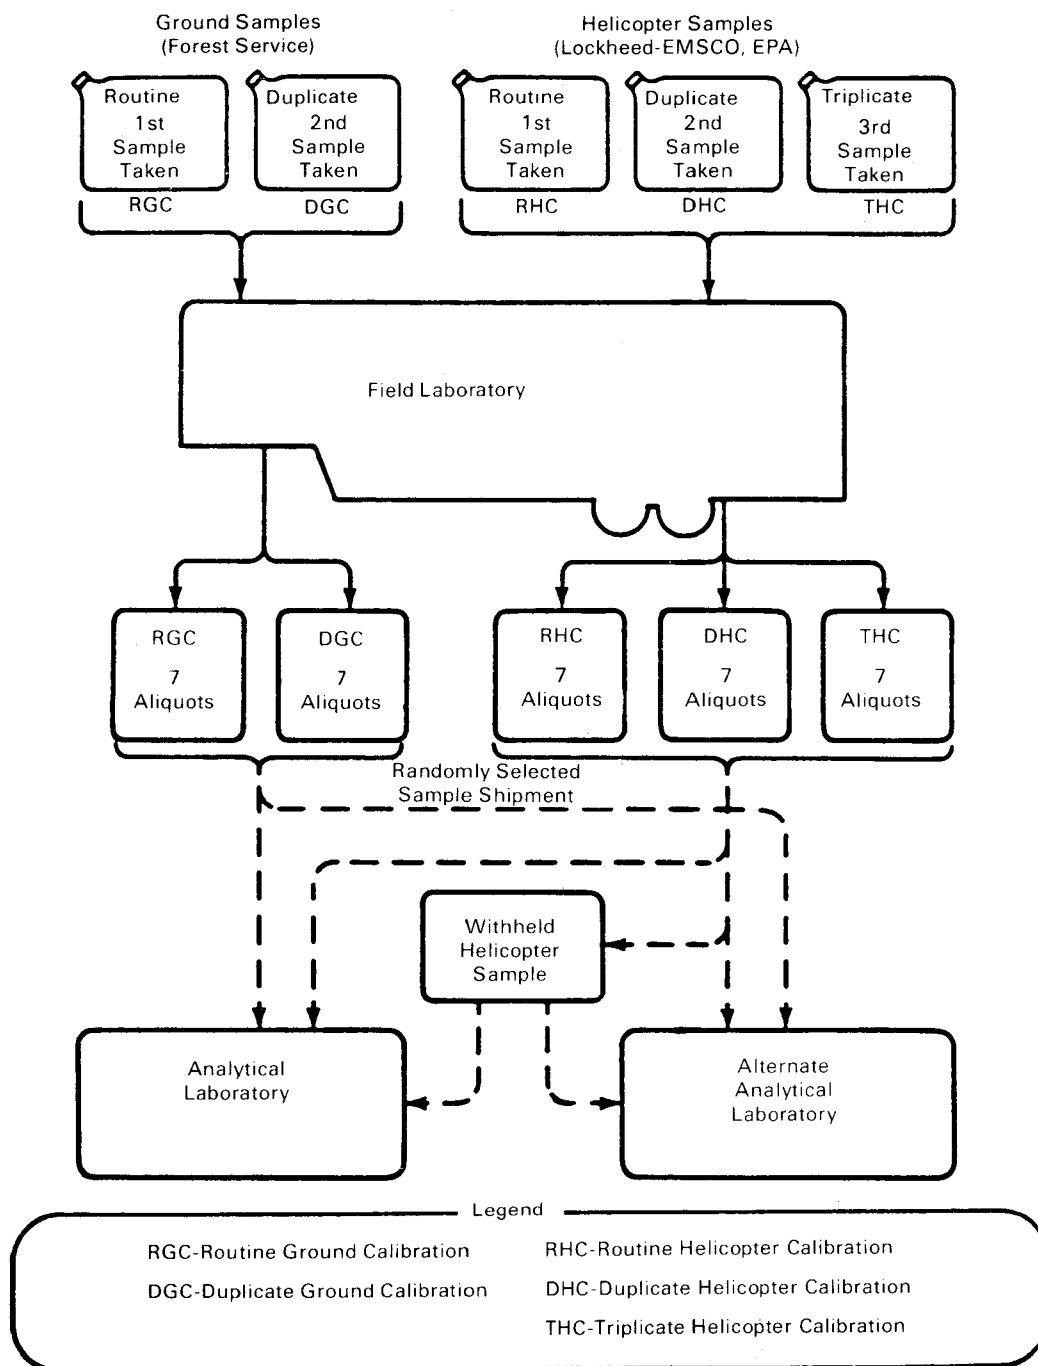 Ground Samples
(Forest Service)
Helicopter Samples
(Lockheed-EMSCO, EPA)
Routine
1st
Sample
Taken
Duplicate
2nd
Sample
Taken
Routine
1st
Sample
Taken
Duplicate
2nd
Sample
Taken
Triplicate
3rd
Sample
Taken
RGC
DGC
RHC
DHC
THC
Field Laboratory
RGC
7
Aliquots
DGC
7
Aliquots
RHC
7
Aliquots
DHC
7
Aliquots
THC
7
Aliquots
Randomly Selected
Sample Shipment
Withheld
Helicopter
Sample
Analytical
Laboratory
Alternate
Analytical
Laboratory
Legend
RGC-Routine Ground Calibration
DGC-Duplicate Ground Calibration
RHC-Routine Helicopter Calibration
DHC-Duplicate Helicopter Calibration
THC-Triplicate Helicopter Calibration